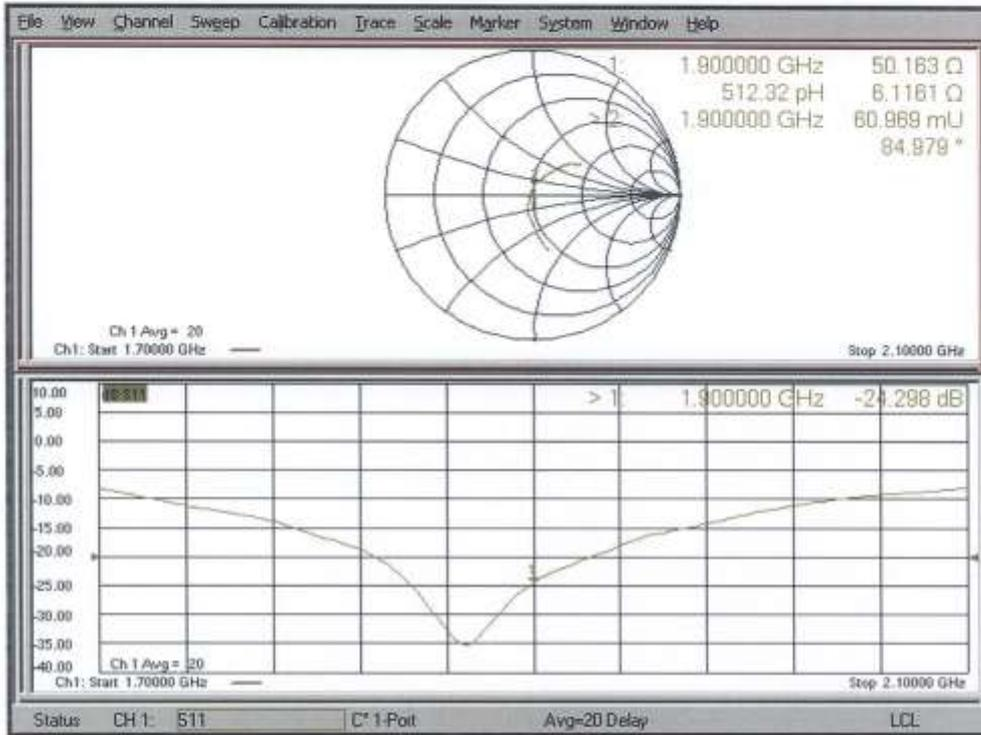 File View Channel Sweep Calibration Trace Scale Marker System Window Help
1: 1.900000 GHz 50.163 Ω
512.32 pH 6.1161 Ω
> 2: 1.900000 GHz 60.969 mU
84.979 °
Ch 1 Avg = 20
Ch1: Start 1.70000 GHz
Stop 2.10000 GHz
10.00
5.00
0.00
-5.00
-10.00
-15.00
-20.00
-25.00
-30.00
-35.00
-40.00
> 1: 1.900000 GHz -24.298 dB
1
Ch 1 Avg = 20
Ch1: Start 1.70000 GHz
Stop 2.10000 GHz
Status CH 1: S11 C* 1-Port Avg=20 Delay LCL